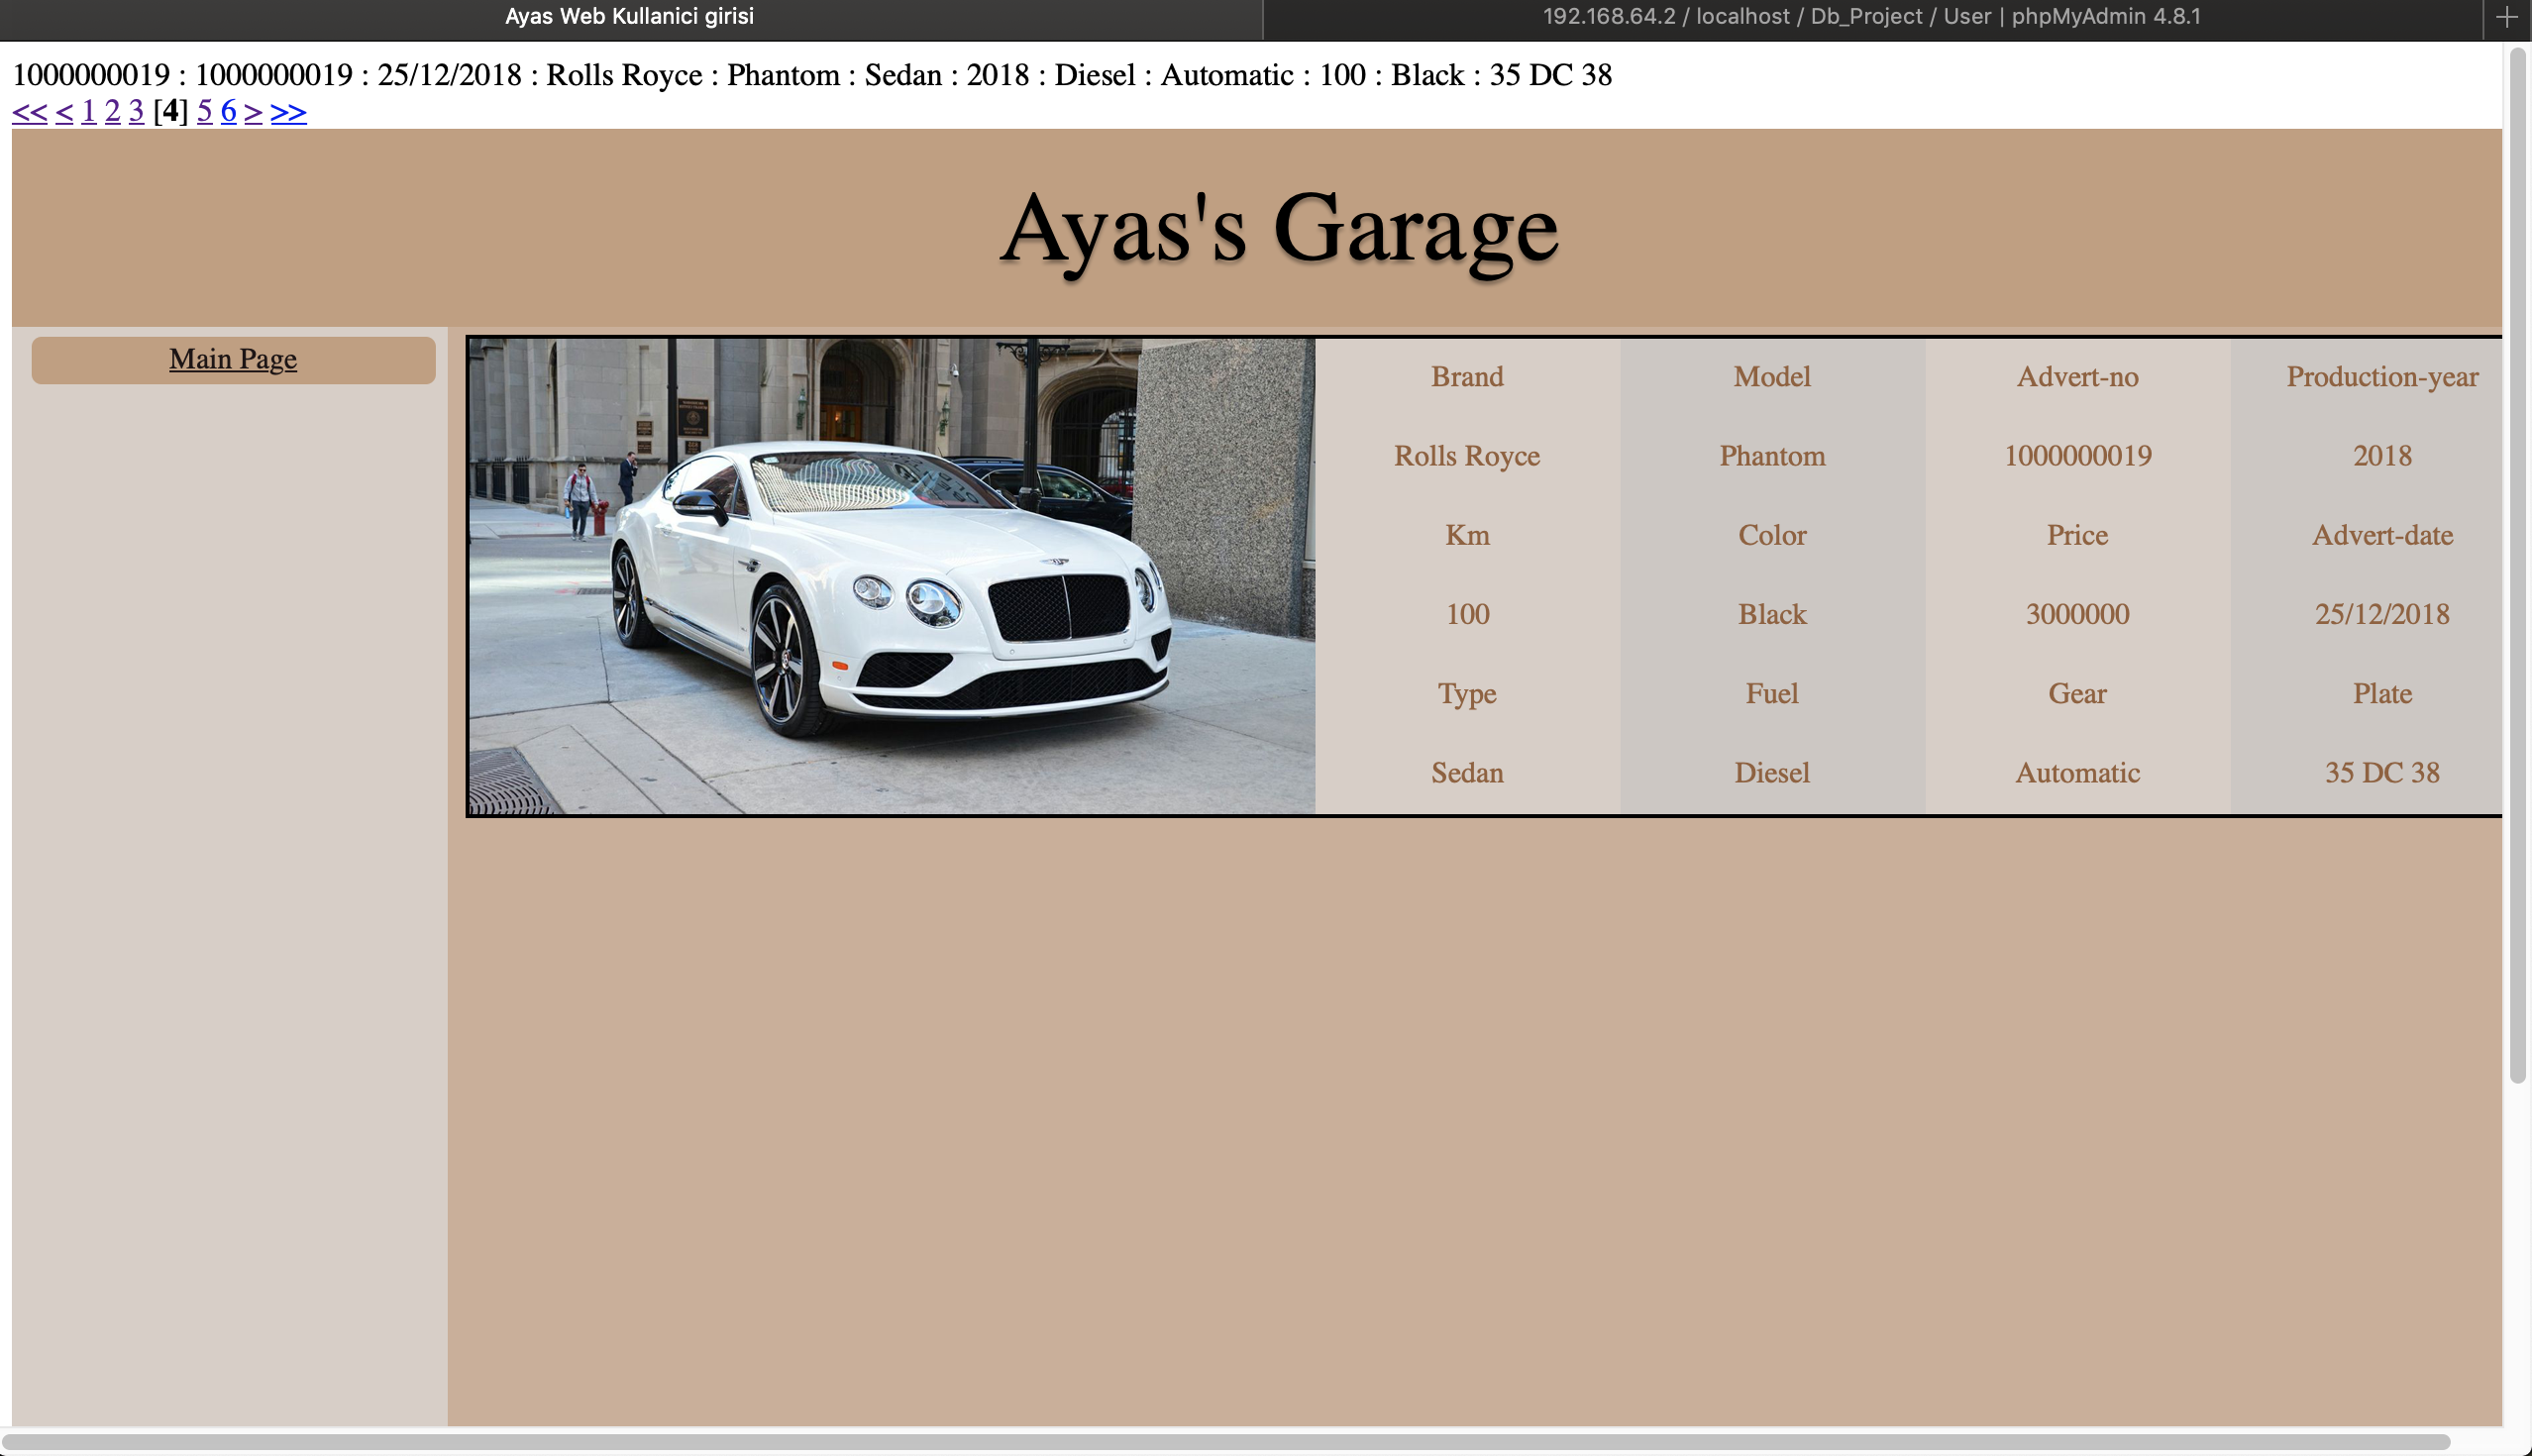 Ayas Web Kullanici girisi
192.168.64.2 / localhost / Db_Project / User | phpMyAdmin 4.8.1
1000000019 : 1000000019 : 25/12/2018 : Rolls Royce : Phantom : Sedan : 2018 : Diesel : Automatic : 100 : Black : 35 DC 38
<< < 1 2 3 [4] 5 6 > >>
Ayas's Garage
Main Page
Brand Model Advert-no Production-year
Rolls Royce Phantom 1000000019 2018
Km Color Price Advert-date
100 Black 3000000 25/12/2018
Type Fuel Gear Plate
Sedan Diesel Automatic 35 DC 38